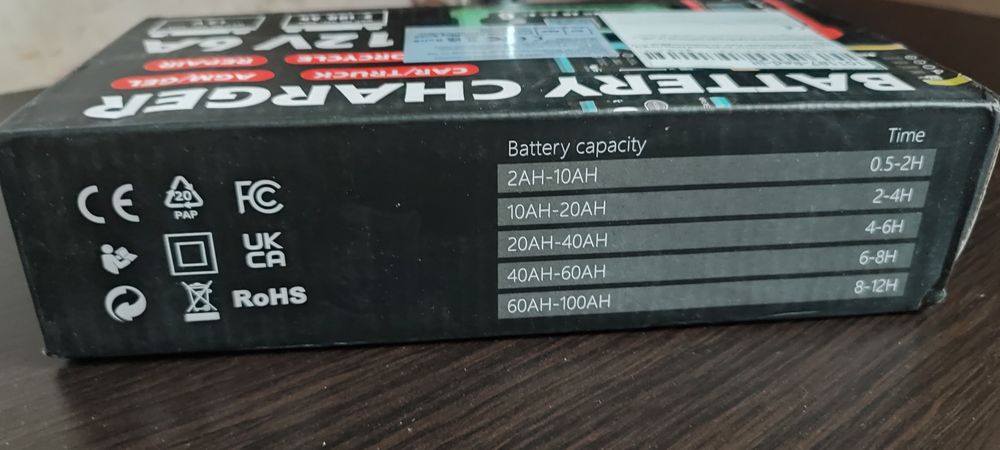 12V 6A
REPAIR
MOTORCYCLE
AGM/GEL
CAR/TRUCK
BATTERY CHARGER
CE
20
PAP
FC
UK
CA
RoHS
Battery capacity Time
2AH-10AH 0.5-2H
10AH-20AH 2-4H
20AH-40AH 4-6H
40AH-60AH 6-8H
60AH-100AH 8-12H